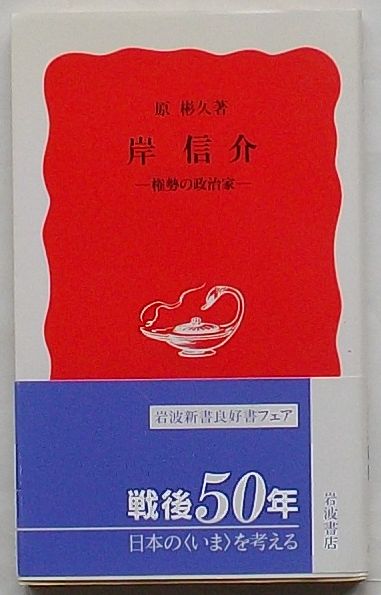 原 彬久著
岸 信介
―権勢の政治家―
岩波新書良好書フェア
戦後50年
日本の〈いま〉を考える
岩波書店